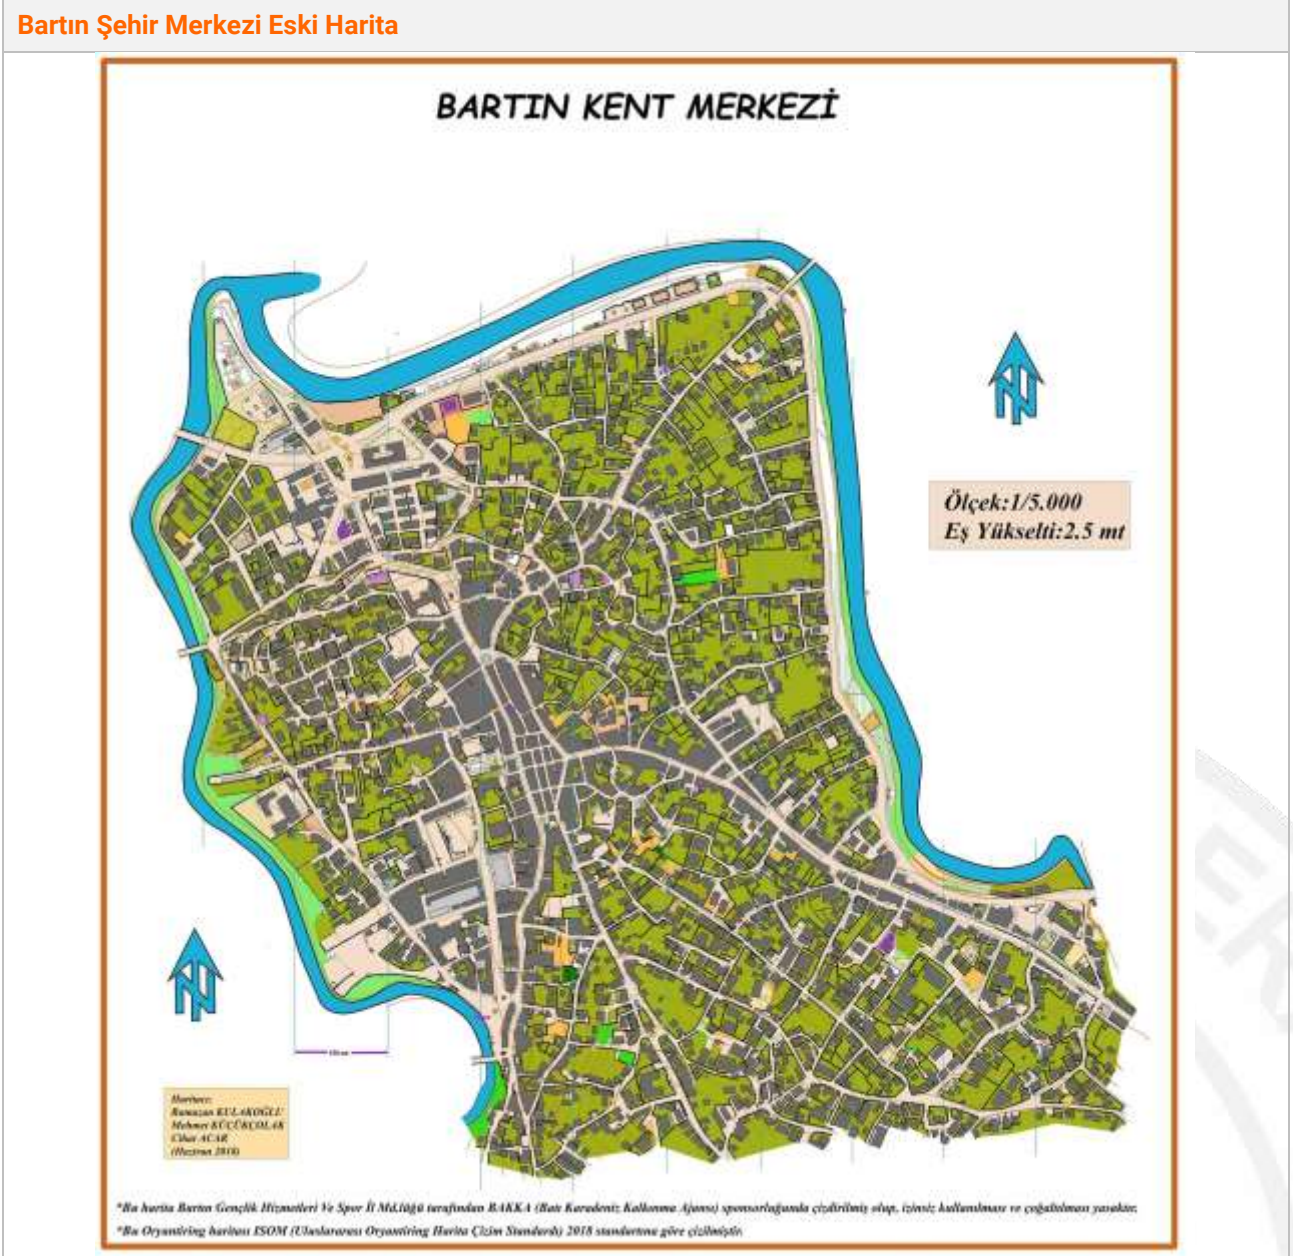 Bartın Şehir Merkezi Eski Harita
BARTIN KENT MERKEZİ
Ölçek:1/5.000
Eş Yükselti:2.5 mt
Haritacı:
Ramazan KULAKOĞLU
Mehmet KÜÇÜKÇOLAK
Cihat ACAR
(Haziran 2018)
*Bu harita Bartın Gençlik Hizmetleri Ve Spor İl Md.lüğü tarafından BAKKA (Batı Karadeniz Kalkınma Ajansı) sponsorluğunda çizdirilmiş olup, izinsiz kullanılması ve çoğaltılması yasaktır.
*Bu Oryantiring haritası ISOM (Uluslararası Oryantiring Harita Çizim Standardı) 2018 standartına göre çizilmiştir.